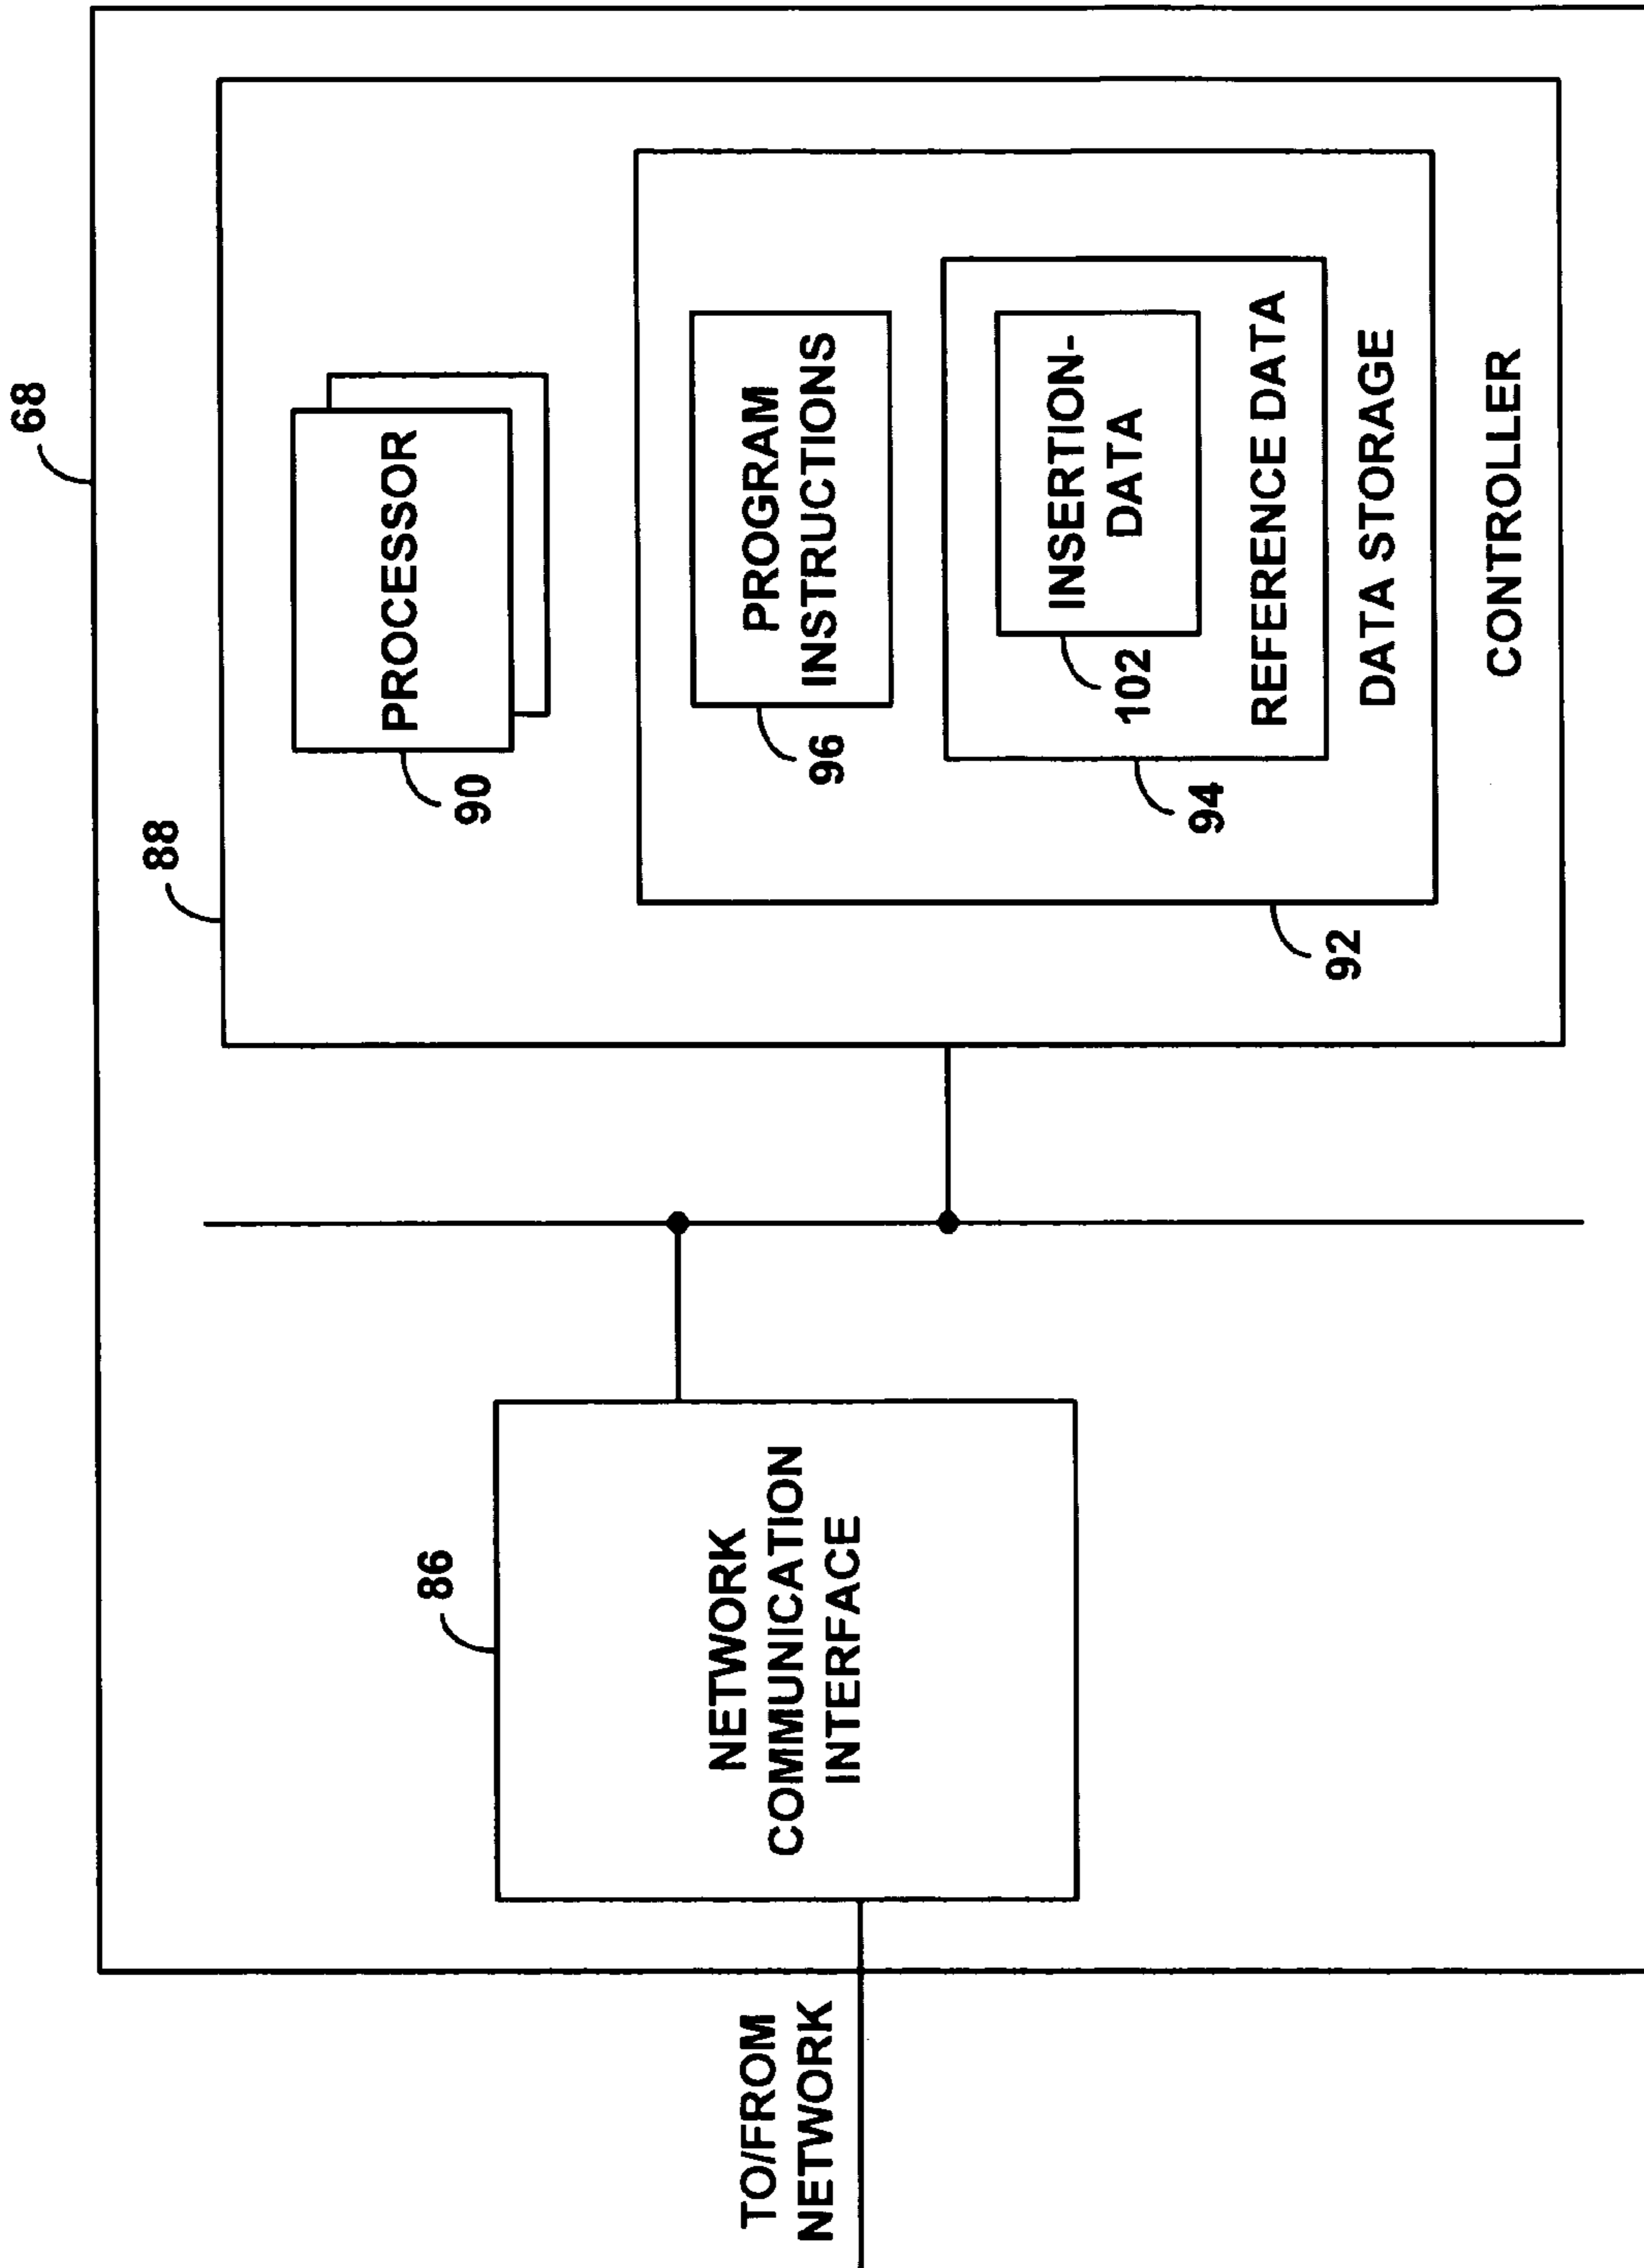 68
88
PROCESSOR
90
PROGRAM
INSTRUCTIONS
96
INSERTION-
DATA
102
REFERENCE DATA
94
DATA STORAGE
92
CONTROLLER
86
NETWORK
COMMUNICATION
INTERFACE
TO/FROM
NETWORK